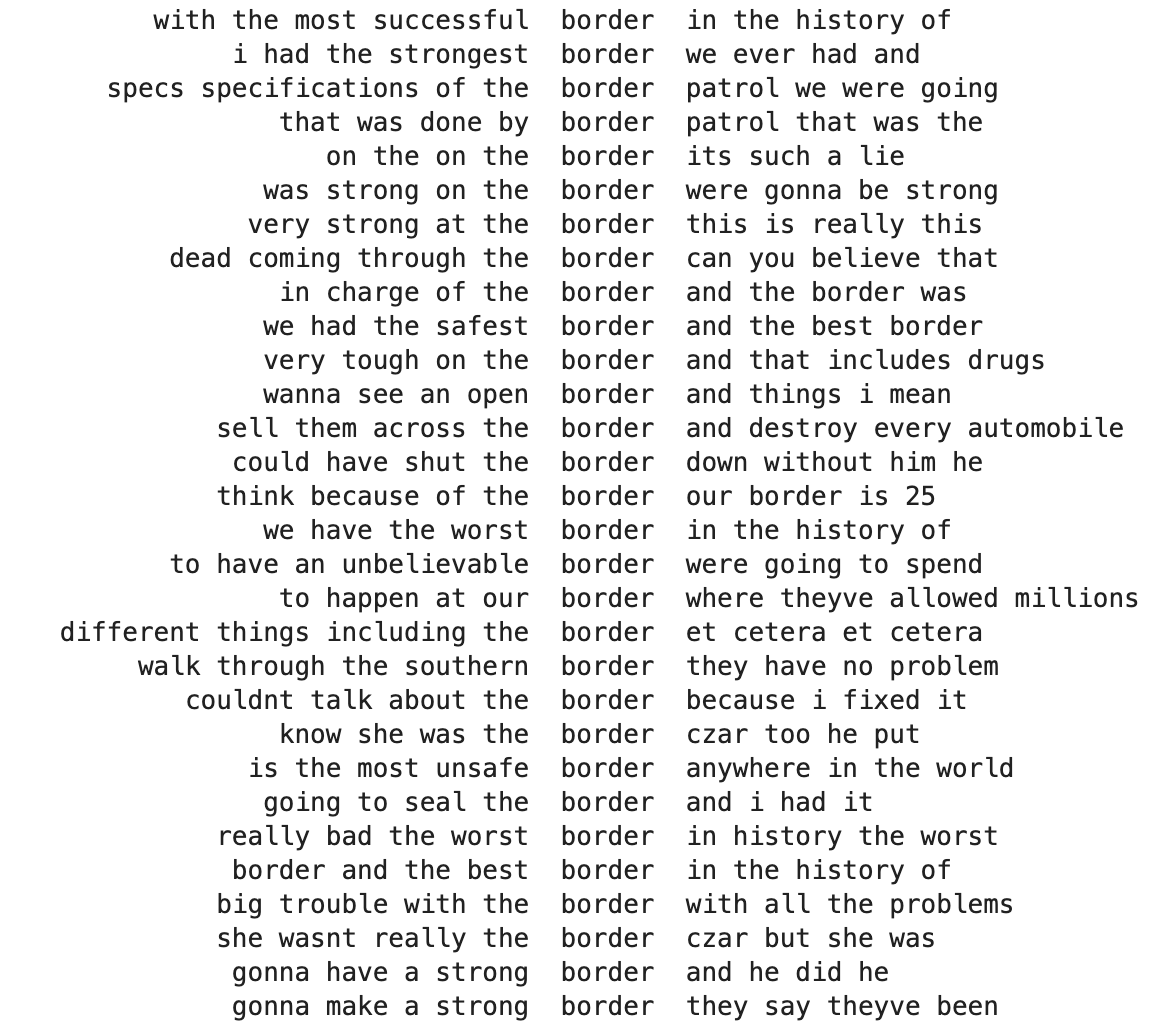 with the most successful border in the history of
i had the strongest border we ever had and
specs specifications of the border patrol we were going
that was done by border patrol that was the
on the on the border its such a lie
was strong on the border were gonna be strong
very strong at the border this is really this
dead coming through the border can you believe that
in charge of the border and the border was
we had the safest border and the best border
very tough on the border and that includes drugs
wanna see an open border and things i mean
sell them across the border and destroy every automobile
could have shut the border down without him he
think because of the border our border is 25
we have the worst border in the history of
to have an unbelievable border were going to spend
to happen at our border where theyve allowed millions
different things including the border et cetera et cetera
walk through the southern border they have no problem
couldnt talk about the border because i fixed it
know she was the border czar too he put
is the most unsafe border anywhere in the world
going to seal the border and i had it
really bad the worst border in history the worst
border and the best border in the history of
big trouble with the border with all the problems
she wasnt really the border czar but she was
gonna have a strong border and he did he
gonna make a strong border they say theyve been